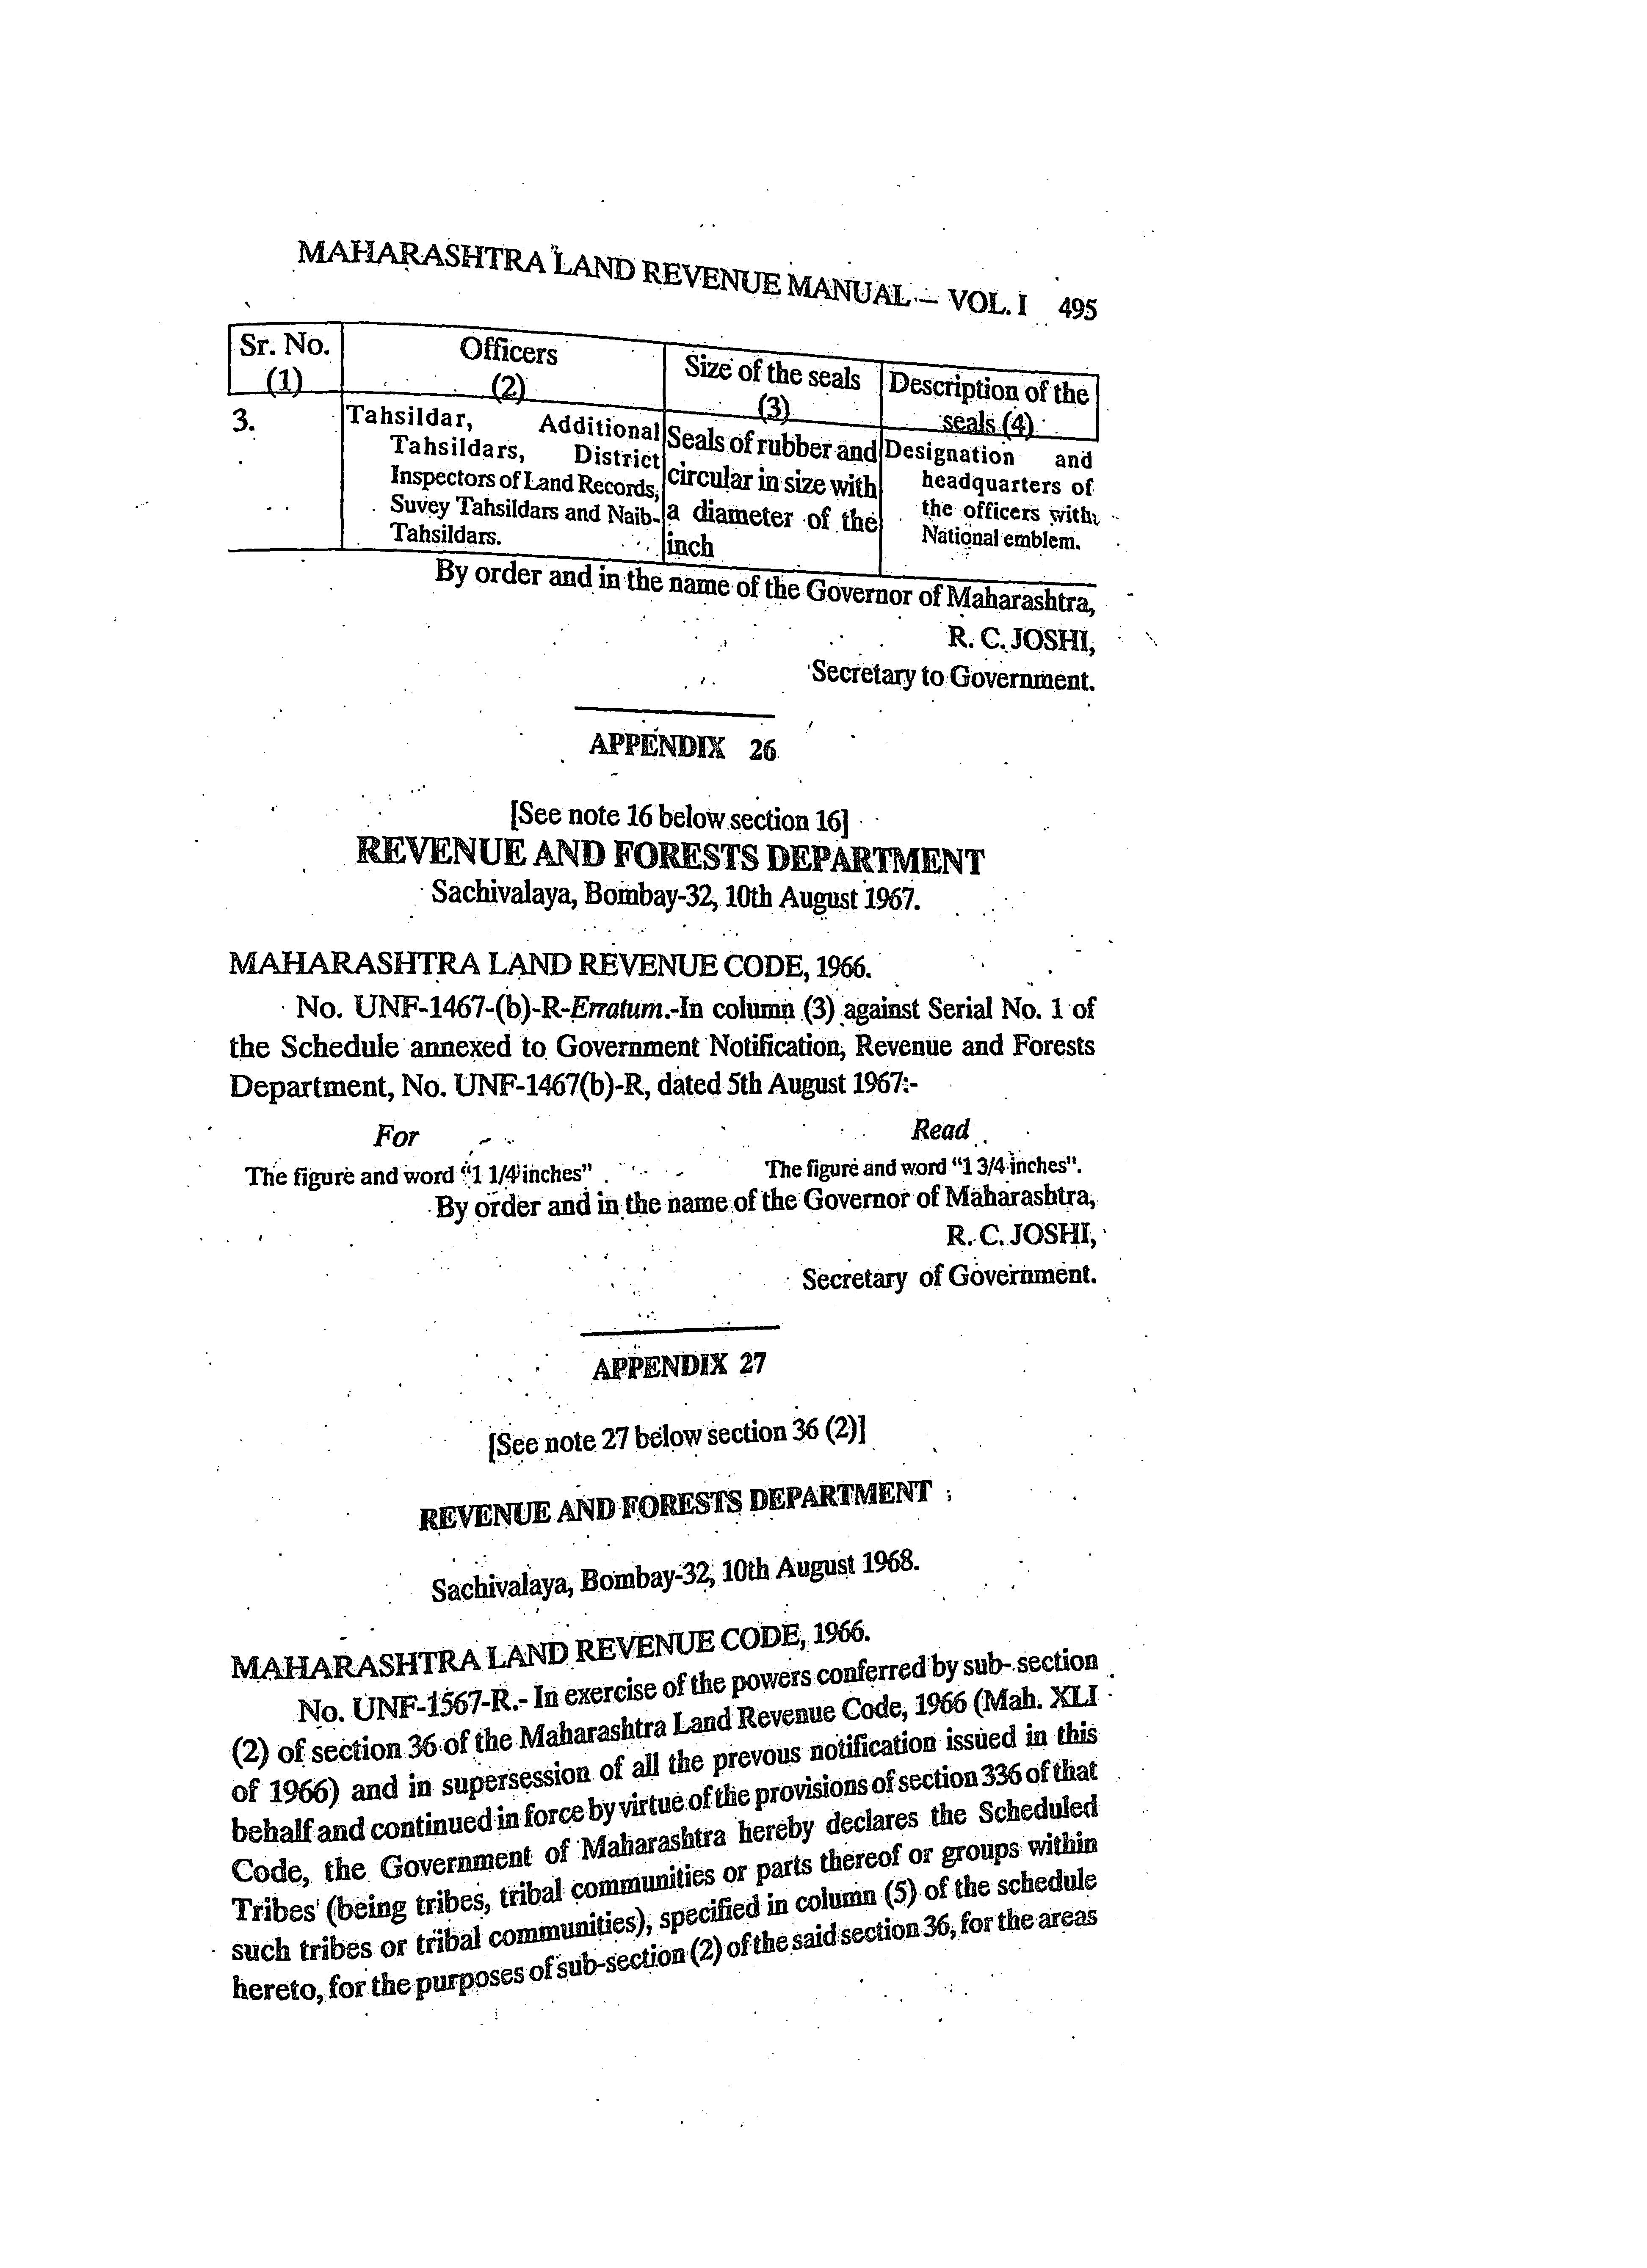 MAHARASHTRA LAND REVENUE MANUAL – VOL. I 495
Sr. No. (1)
Officers (2)
Size of the seals (3)
Description of the seals (4)
3.
Tahsildar, Additional
Tahsildars, District
Inspectors of Land Records,
Suvey Tahsildars and Naib-
Tahsildars.
Seals of rubber and
circular in size with
a diameter of the
inch
Designation and
headquarters of
the officers with
National emblem.
By order and in the name of the Governor of Maharashtra,
R. C. JOSHI,
Secretary to Government.
APPENDIX 26
[See note 16 below section 16]
REVENUE AND FORESTS DEPARTMENT
Sachivalaya, Bombay-32, 10th August 1967.
MAHARASHTRA LAND REVENUE CODE, 1966.
No. UNF-1467-(b)-R-Erratum.-In column (3) against Serial No. 1 of
the Schedule annexed to Government Notification, Revenue and Forests
Department, No. UNF-1467(b)-R, dated 5th August 1967:-
For Read
The figure and word "1 1/4 inches" The figure and word "1 3/4 inches".
By order and in the name of the Governor of Maharashtra,
R. C. JOSHI,
Secretary of Government.
APPENDIX 27
[See note 27 below section 36 (2)]
REVENUE AND FORESTS DEPARTMENT
Sachivalaya, Bombay-32, 10th August 1968.
MAHARASHTRA LAND REVENUE CODE, 1966.
No. UNF-1567-R.- In exercise of the powers conferred by sub-section
(2) of section 36 of the Maharashtra Land Revenue Code, 1966 (Mah. XLI
of 1966) and in supersession of all the prevous notification issued in this
behalf and continued in force by virtue of the provisions of section 336 of that
Code, the Government of Maharashtra hereby declares the Scheduled
Tribes (being tribes, tribal communities or parts thereof or groups within
such tribes or tribal communities), specified in column (5) of the schedule
hereto, for the purposes of sub-section (2) of the said section 36, for the areas